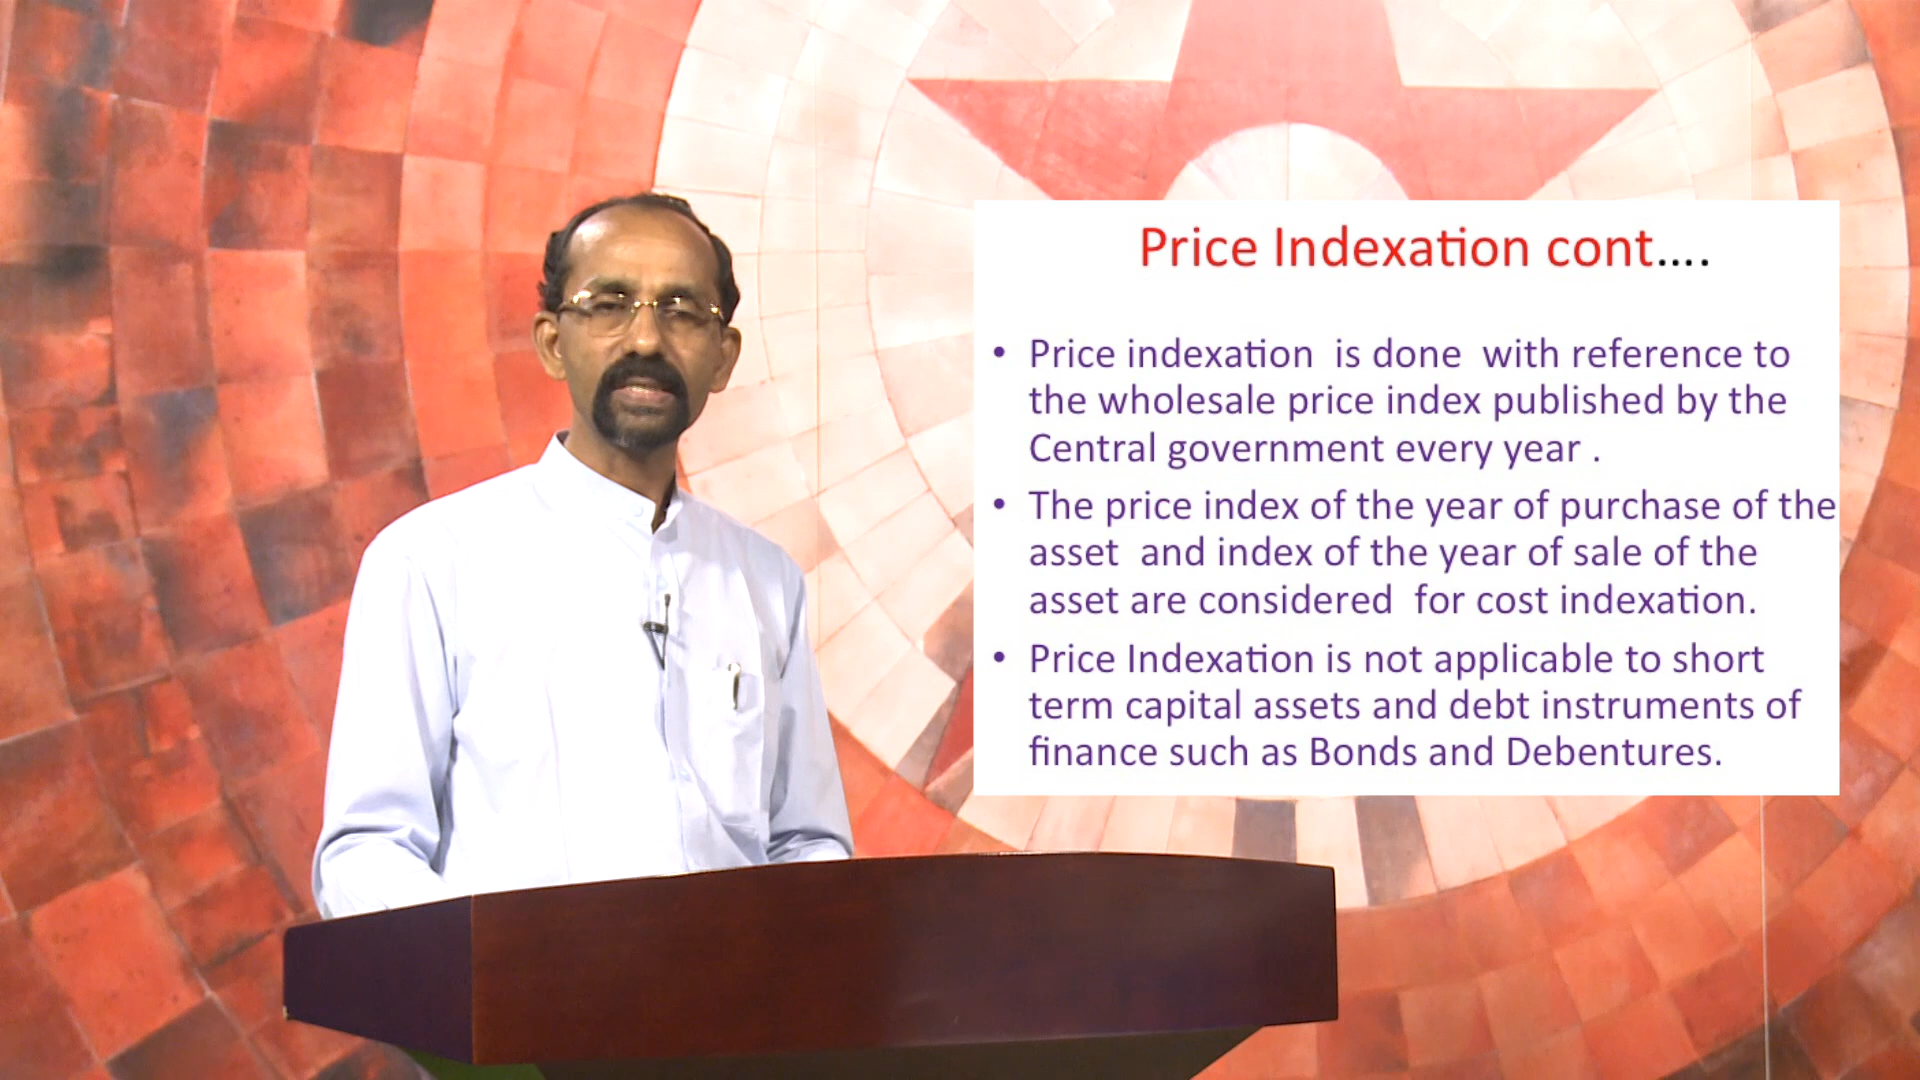 Price Indexation cont....
• Price indexation is done with reference to
the wholesale price index published by the
Central government every year .
• The price index of the year of purchase of the
asset and index of the year of sale of the
asset are considered for cost indexation.
• Price Indexation is not applicable to short
term capital assets and debt instruments of
finance such as Bonds and Debentures.